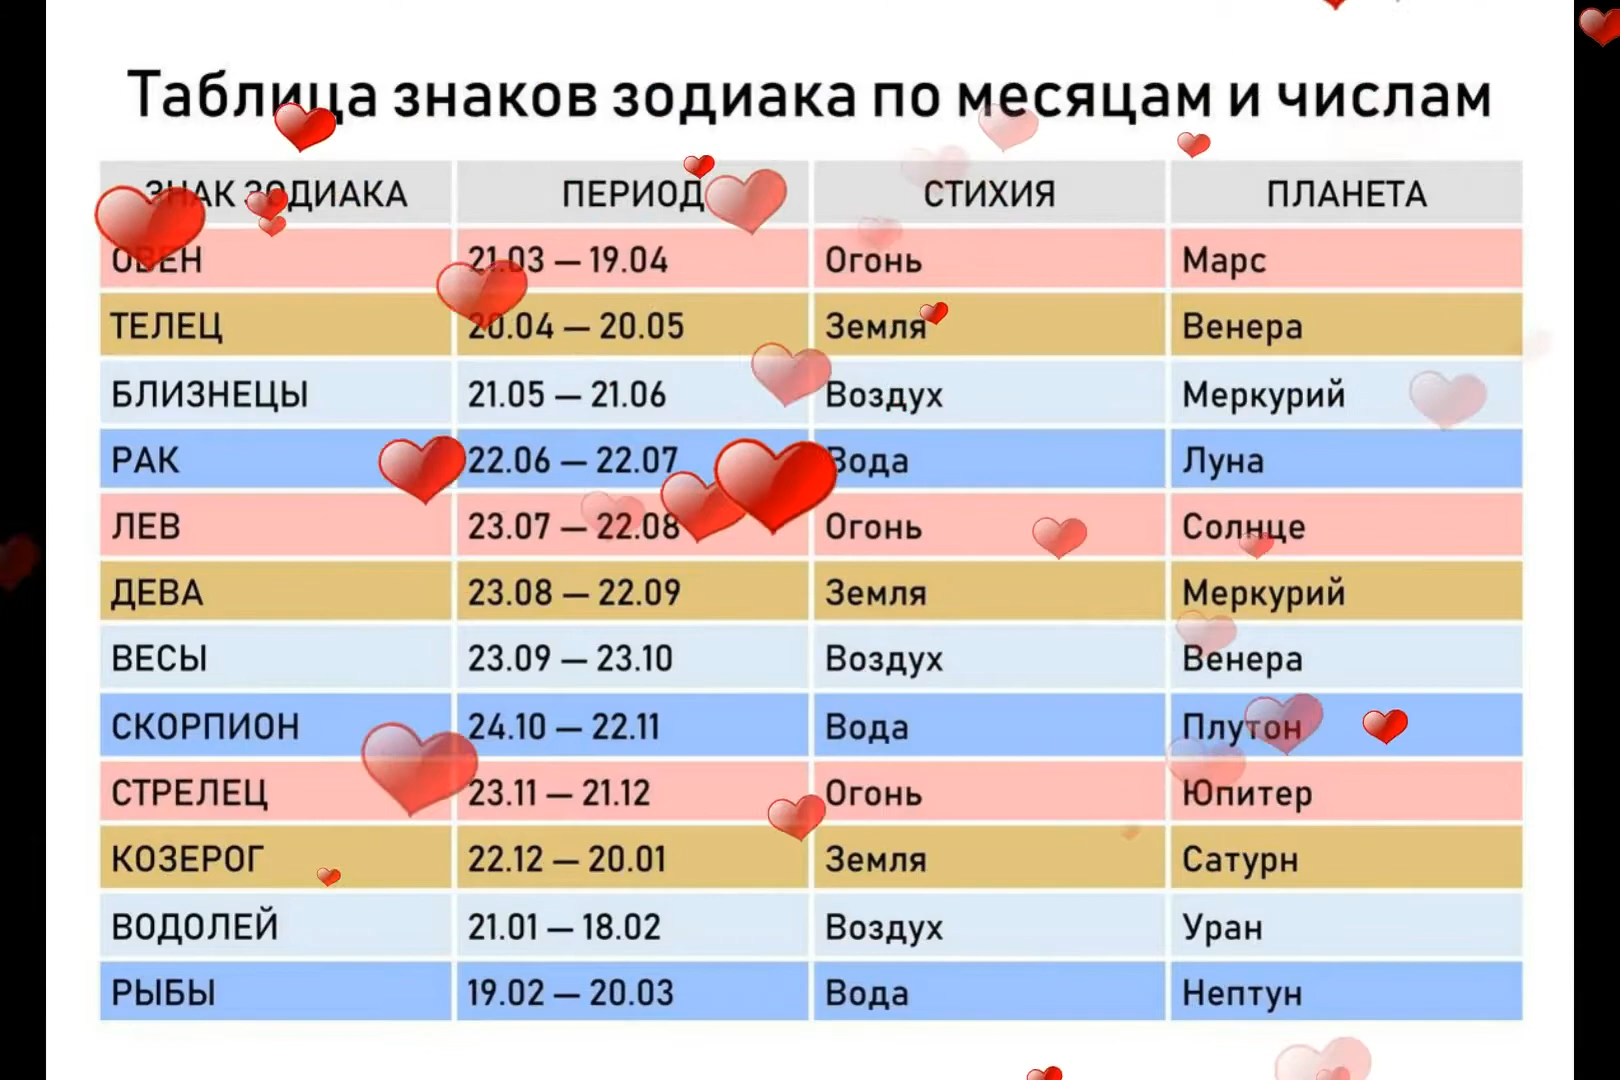 Таблица знаков зодиака по месяцам и числам
ЗНАК ЗОДИАКА ПЕРИОД СТИХИЯ ПЛАНЕТА
ОВЕН 21.03 — 19.04 Огонь Марс
ТЕЛЕЦ 20.04 — 20.05 Земля Венера
БЛИЗНЕЦЫ 21.05 — 21.06 Воздух Меркурий
РАК 22.06 — 22.07 Вода Луна
ЛЕВ 23.07 — 22.08 Огонь Солнце
ДЕВА 23.08 — 22.09 Земля Меркурий
ВЕСЫ 23.09 — 23.10 Воздух Венера
СКОРПИОН 24.10 — 22.11 Вода Плутон
СТРЕЛЕЦ 23.11 — 21.12 Огонь Юпитер
КОЗЕРОГ 22.12 — 20.01 Земля Сатурн
ВОДОЛЕЙ 21.01 — 18.02 Воздух Уран
РЫБЫ 19.02 — 20.03 Вода Нептун